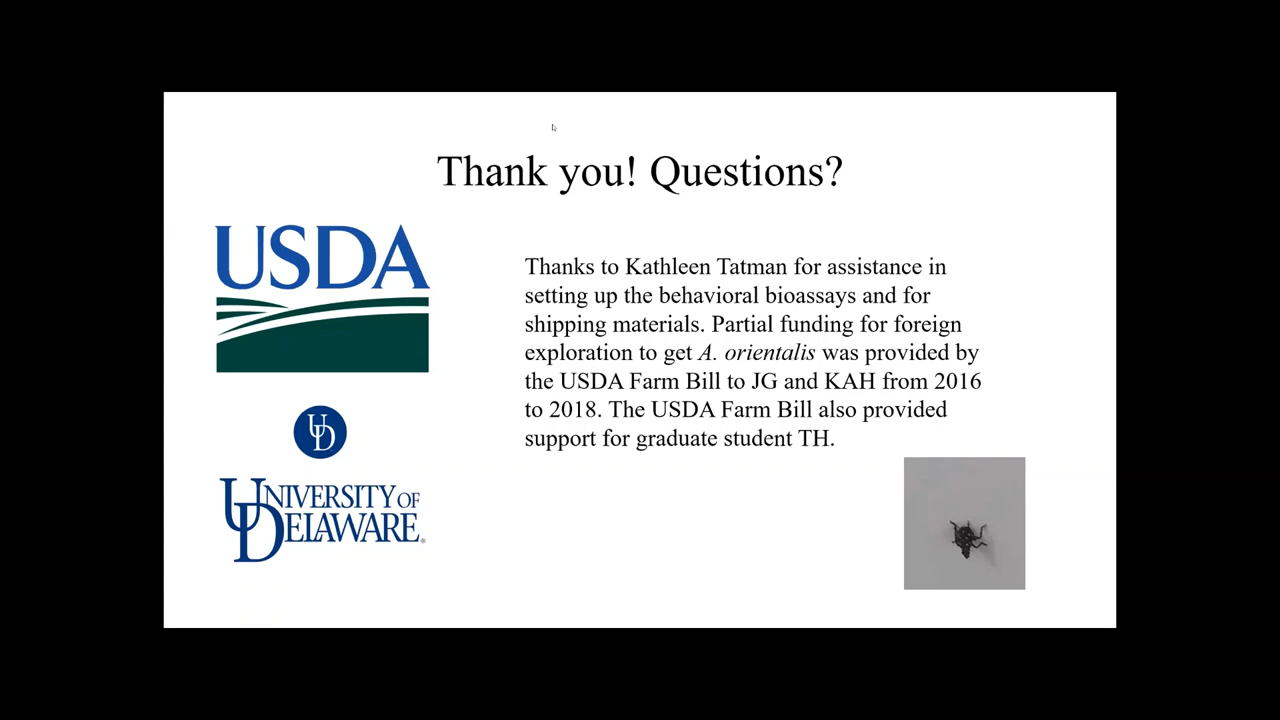 Thank you! Questions?
USDA
Thanks to Kathleen Tatman for assistance in
setting up the behavioral bioassays and for
shipping materials. Partial funding for foreign
exploration to get A. orientalis was provided by
the USDA Farm Bill to JG and KAH from 2016
to 2018. The USDA Farm Bill also provided
support for graduate student TH.
UD
UNIVERSITY OF
DELAWARE®